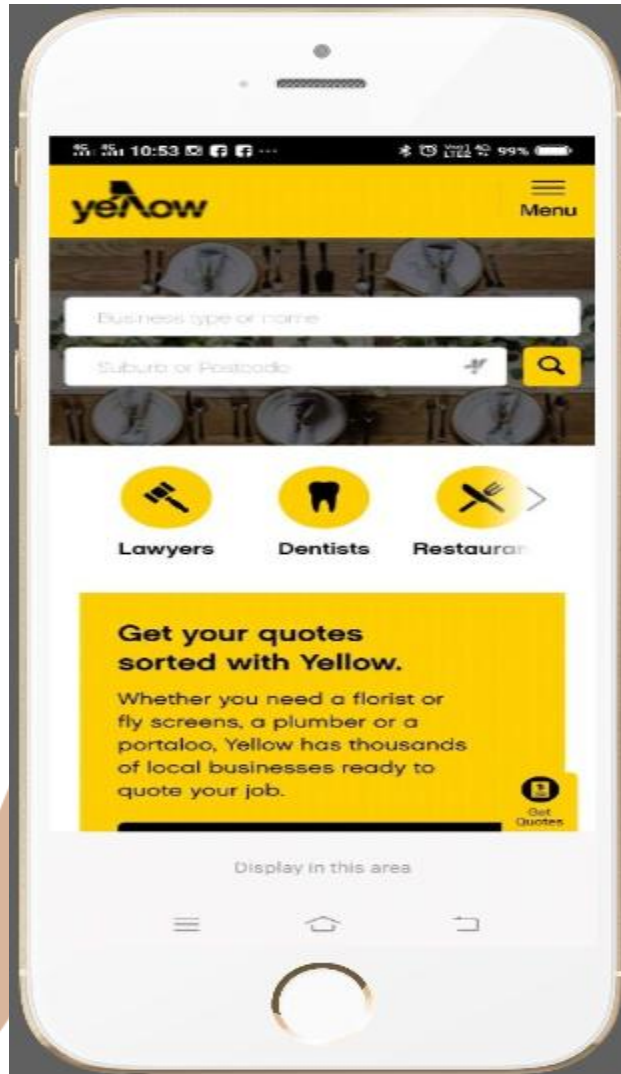 10:53
99%
yellow
Menu
Business type or name
Suburb or Postcode
Lawyers
Dentists
Restauran
Get your quotes
sorted with Yellow.
Whether you need a florist or
fly screens, a plumber or a
portaloo, Yellow has thousands
of local businesses ready to
quote your job.
Get
Quotes
Display in this area